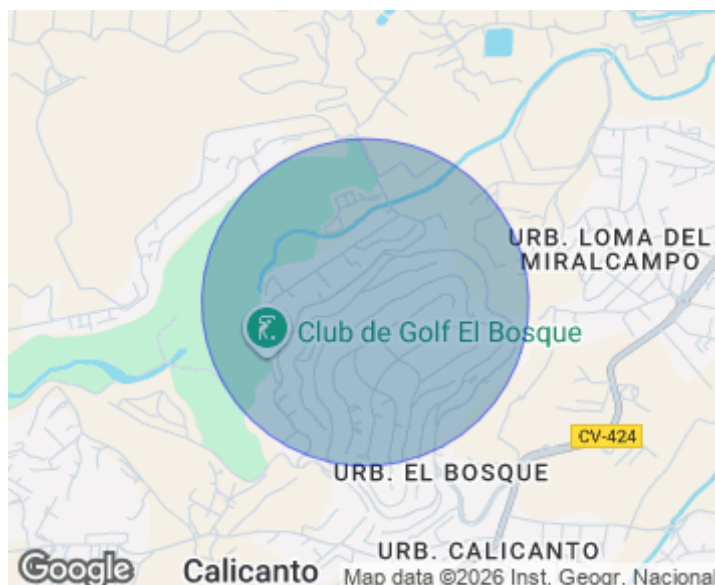 URB. LOMA DEL
MIRALCAMPO
Club de Golf El Bosque
CV-424
URB. EL BOSQUE
URB. CALICANTO
Calicanto
Google
Map data ©2026 Inst. Geogr. Nacional